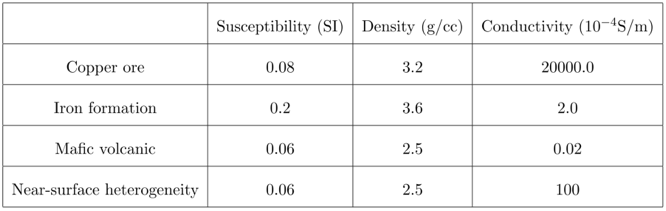 Susceptibility (SI) Density (g/cc) Conductivity (10⁻⁴S/m)
Copper ore 0.08 3.2 20000.0
Iron formation 0.2 3.6 2.0
Mafic volcanic 0.06 2.5 0.02
Near-surface heterogeneity 0.06 2.5 100